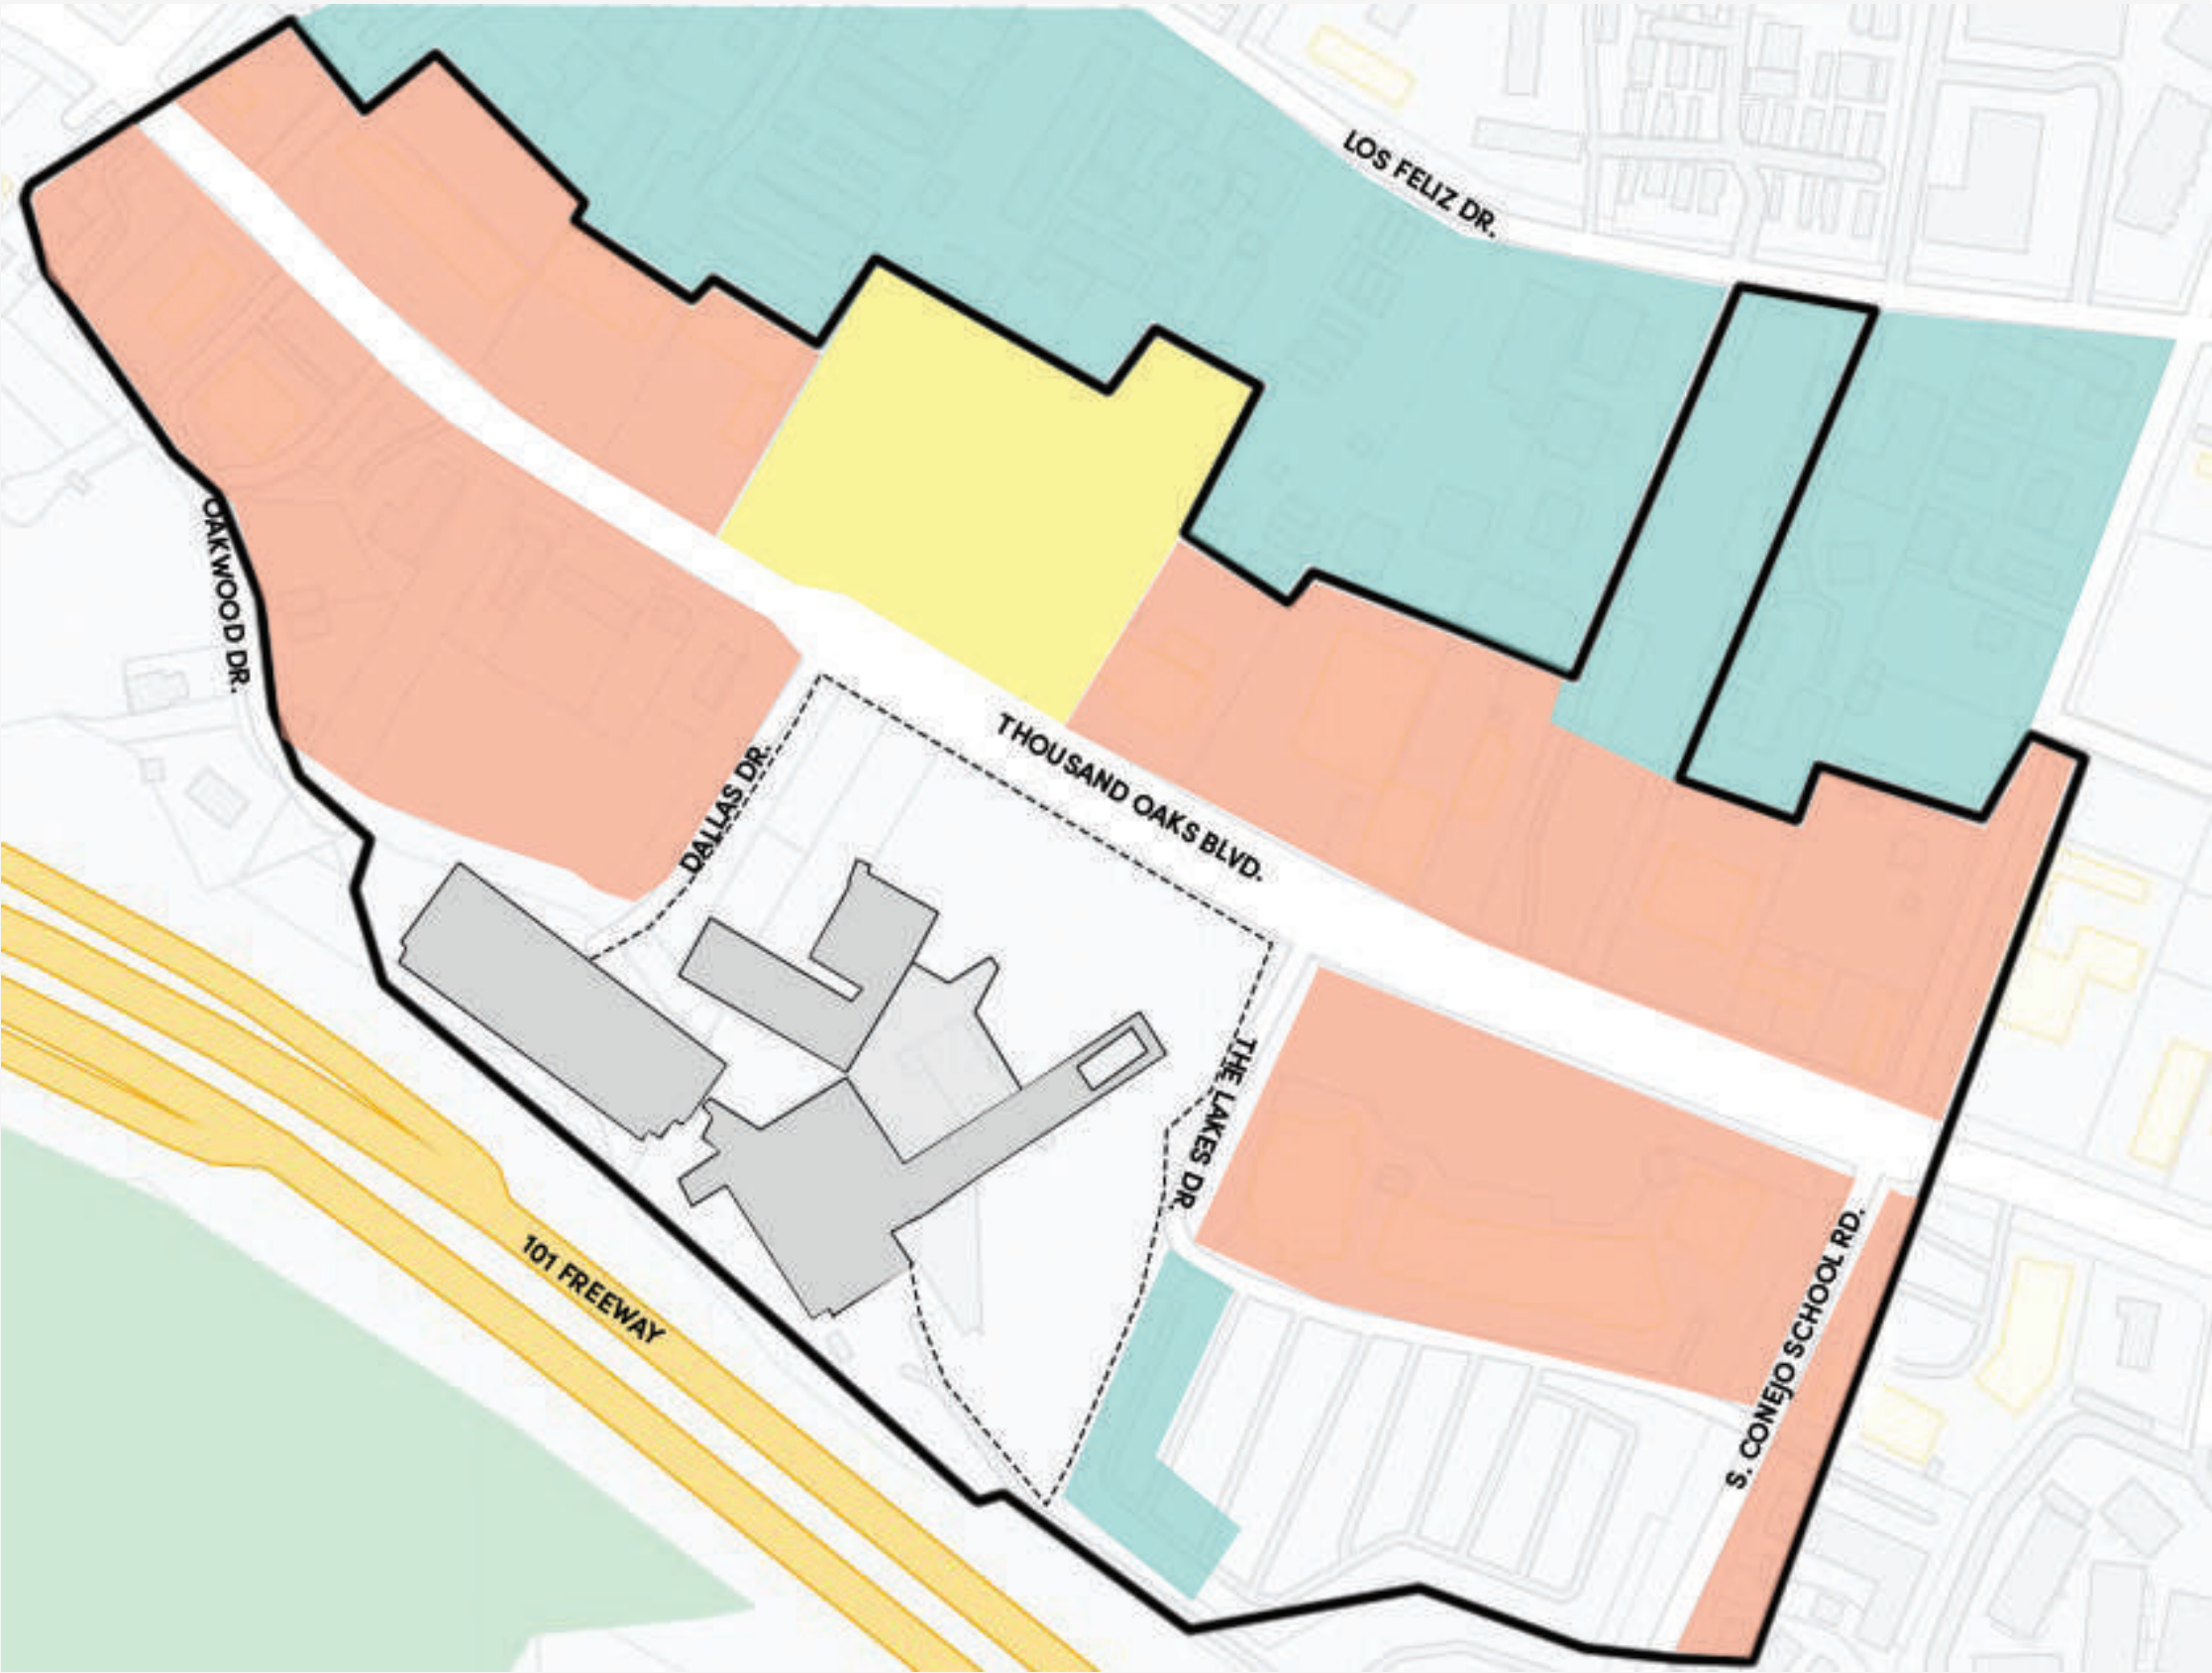 LOS FELIZ DR.
OAKWOOD DR.
THOUSAND OAKS BLVD.
DALLAS DR.
THE LAKES DR.
S. CONEJO SCHOOL RD.
101 FREEWAY